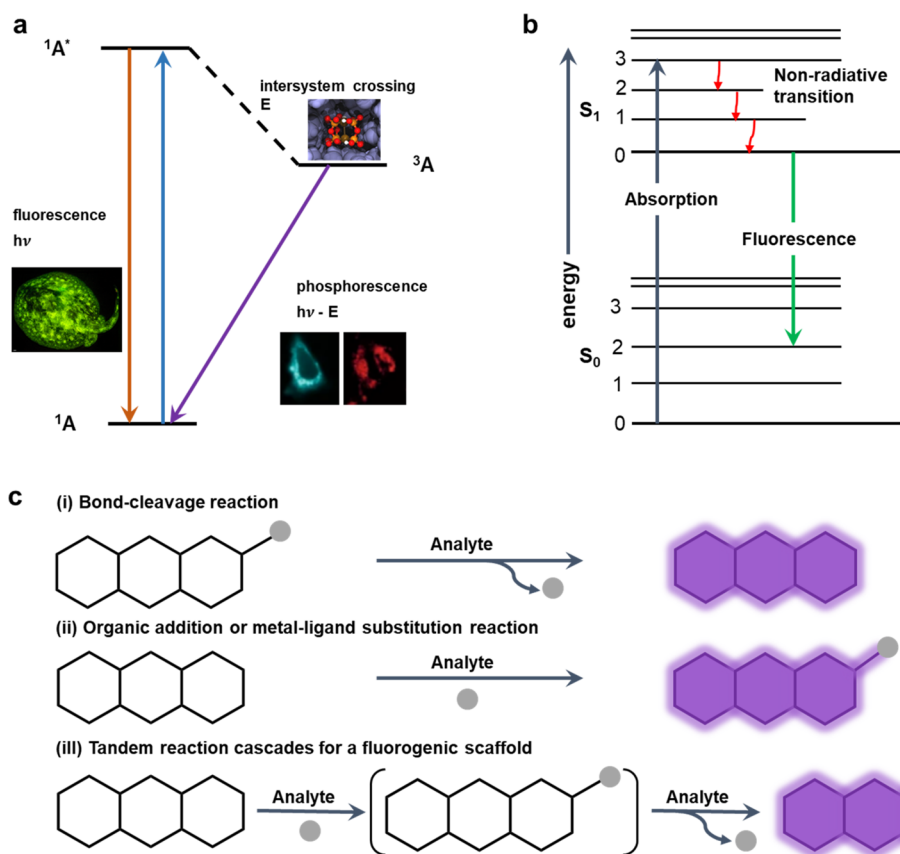 a
¹A*
intersystem crossing
E
³A
fluorescence
hν
phosphorescence
hν - E
¹A
b
energy
3
2
1
0
S₁
Non-radiative
transition
Absorption
Fluorescence
3
2
1
0
S₀
c
(i) Bond-cleavage reaction
Analyte
(ii) Organic addition or metal-ligand substitution reaction
Analyte
(iII) Tandem reaction cascades for a fluorogenic scaffold
Analyte
Analyte